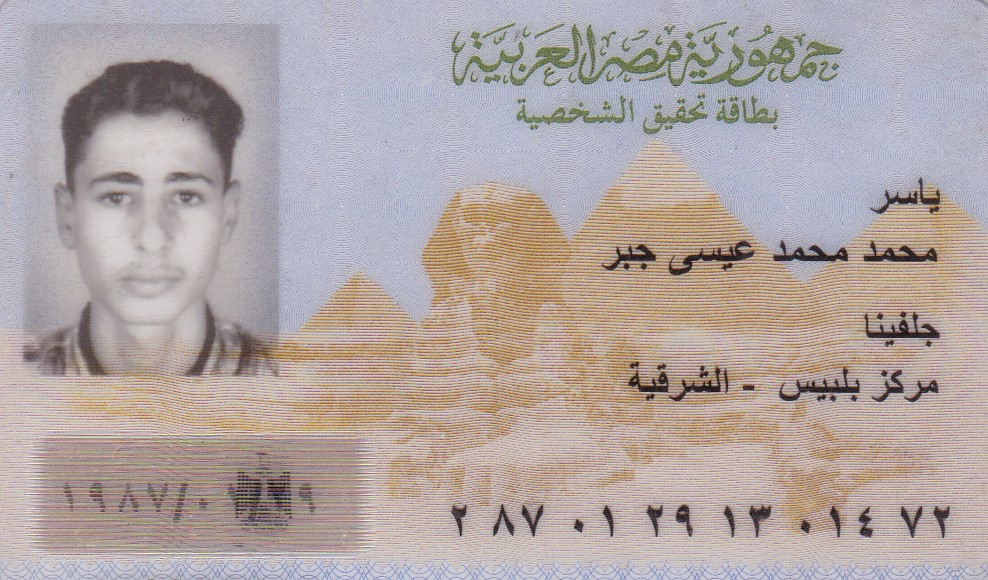 جمهورية مصر العربية
بطاقة تحقيق الشخصية
ياسر
محمد محمد عيسى جبر
جلفينا
مركز بلبيس - الشرقية
٢ ٨٧ ٠١ ٢٩ ١٣ ٠١٤ ٧٢
١٩٨٧/٠